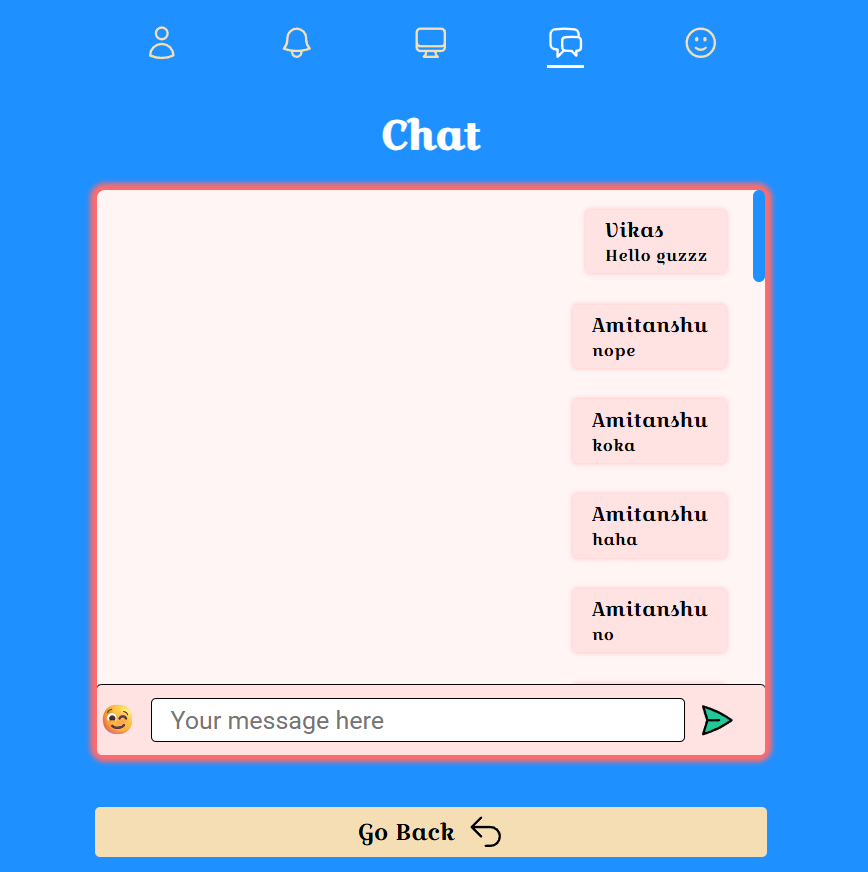 Chat
Vikas
Hello guzzz
Amitanshu
nope
Amitanshu
koka
Amitanshu
haha
Amitanshu
no
Your message here
Go Back